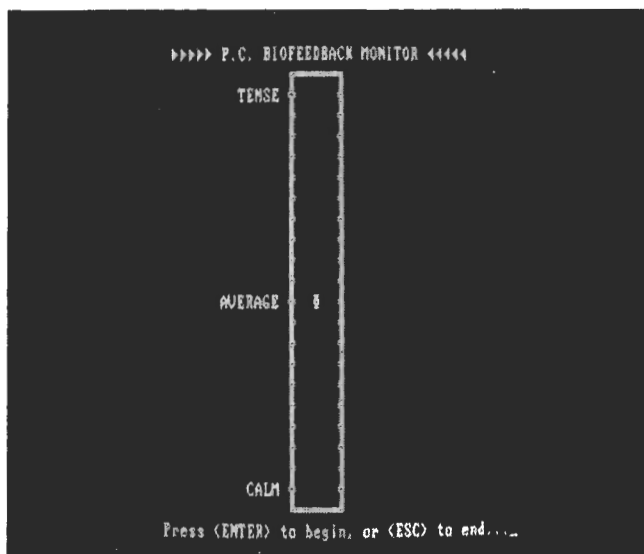 ►►►►► P.C. BIOFEEDBACK MONITOR ◄◄◄◄◄
TENSE
AVERAGE
CALM
Press <ENTER> to begin, or <ESC> to end..._